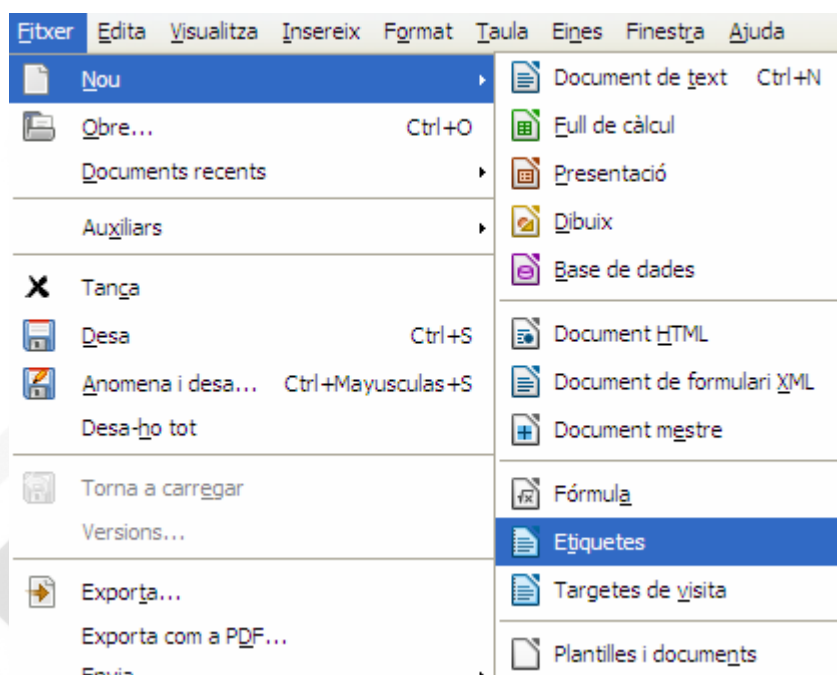 Fitxer Edita Visualitza Insereix Format Taula Eines Finestra Ajuda
Nou
Obre... Ctrl+O
Documents recents
Auxiliars
Tanca
Desa Ctrl+S
Anomena i desa... Ctrl+Mayusculas+S
Desa-ho tot
Torna a carregar
Versions...
Exporta...
Exporta com a PDF...
Envia
Document de text Ctrl+N
Full de càlcul
Presentació
Dibuix
Base de dades
Document HTML
Document de formulari XML
Document mestre
Fórmula
Etiquetes
Targetes de visita
Plantilles i documents